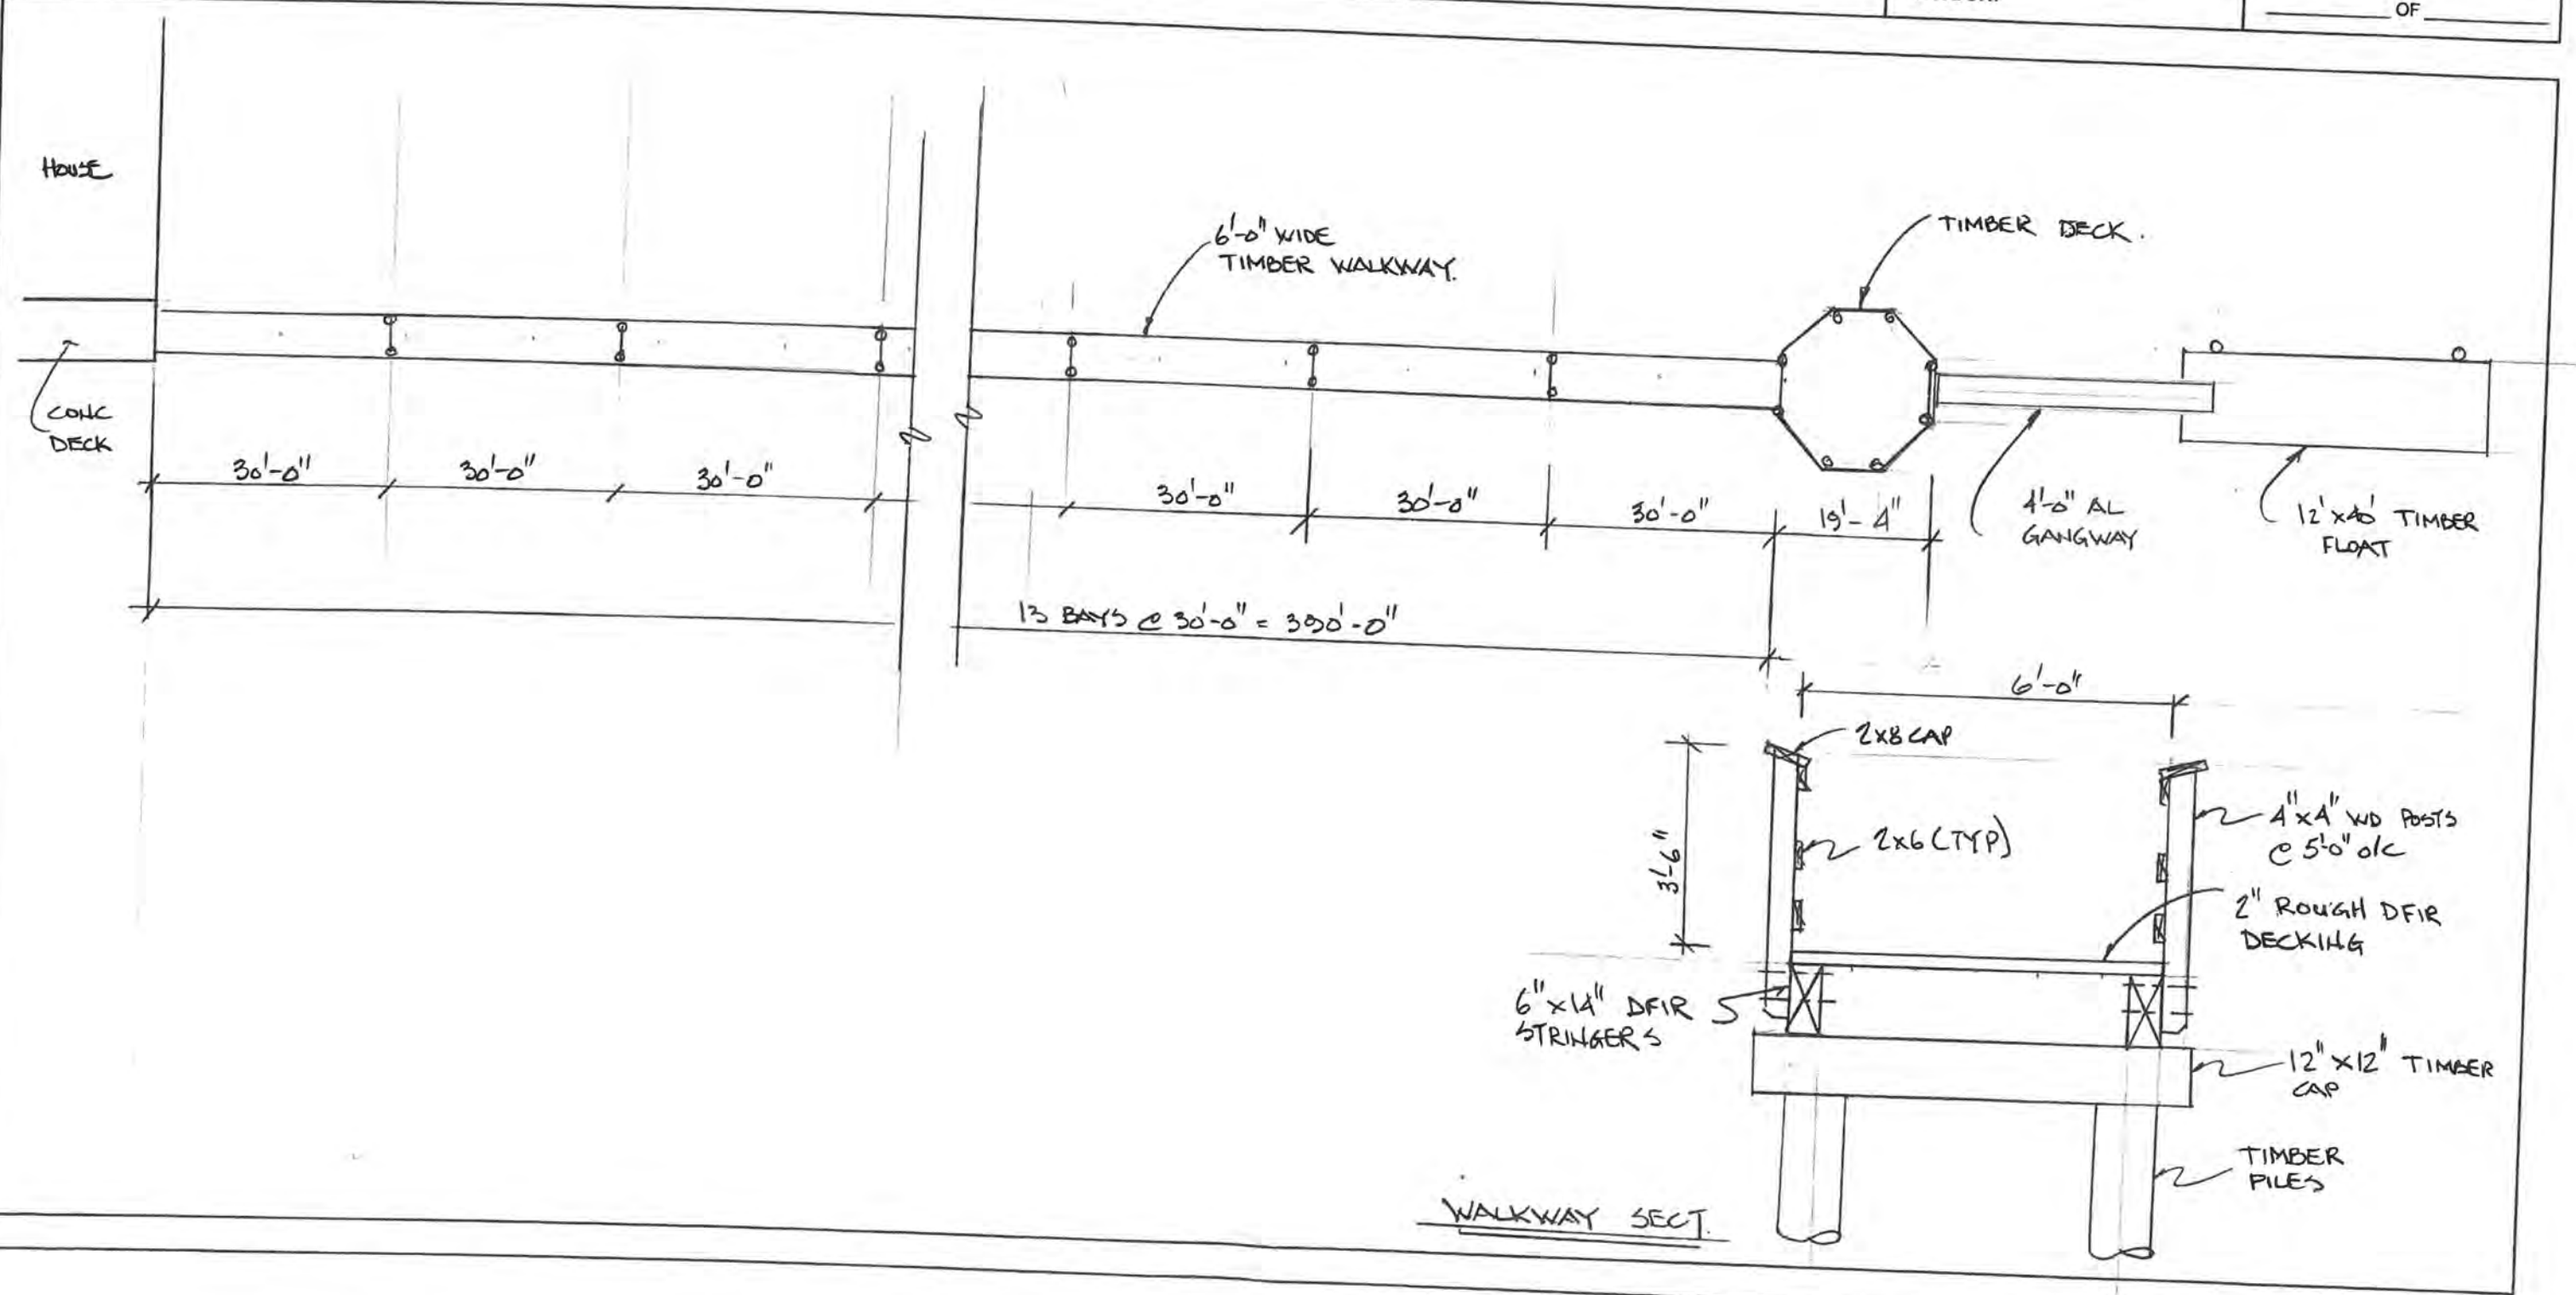 OF
HOUSE
6'-0" WIDE
TIMBER WALKWAY.
TIMBER DECK.
CONC
DECK
30'-0"
30'-0"
30'-0"
30'-0"
30'-0"
30'-0"
19'-4"
4'-0" AL
GANGWAY
12'x40' TIMBER
FLOAT
13 BAYS @ 30'-0" = 390'-0"
6'-0"
2x8 CAP
3'-6"
2x6 (TYP)
4"x4" WD POSTS
@ 5'-0" o/c
2" ROUGH DFIR
DECKING
6"x14" DFIR
STRINGERS
12"x12" TIMBER
CAP
TIMBER
PILES
WALKWAY SECT.